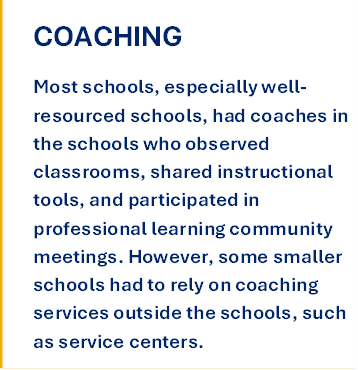 COACHING
Most schools, especially well-
resourced schools, had coaches in
the schools who observed
classrooms, shared instructional
tools, and participated in
professional learning community
meetings. However, some smaller
schools had to rely on coaching
services outside the schools, such
as service centers.